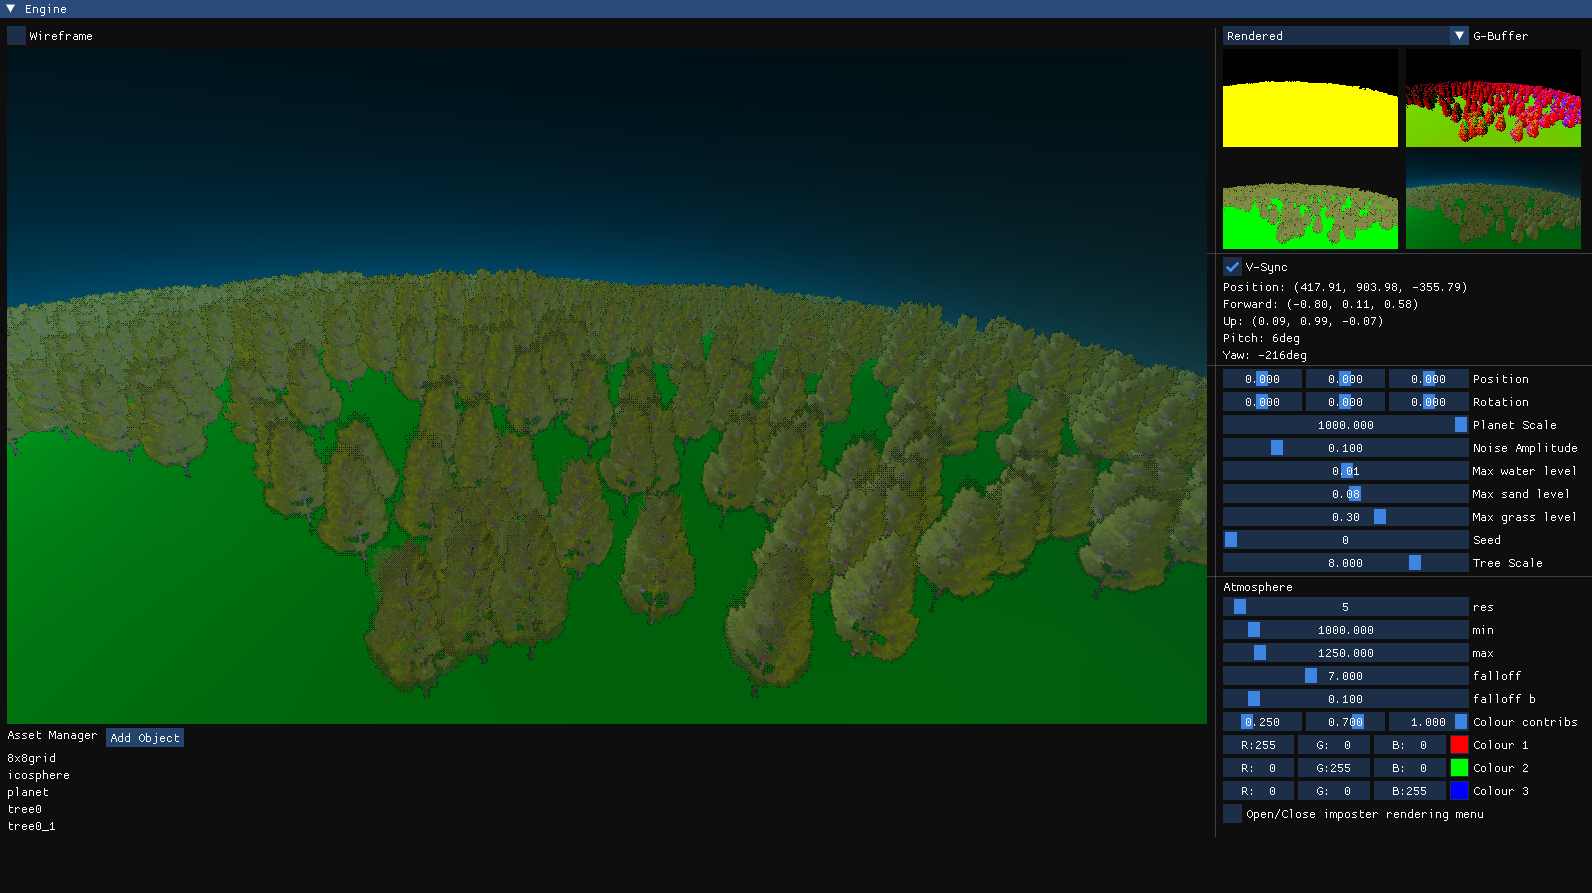 Engine
Wireframe
Rendered G-Buffer
V-Sync
Position: (417.91, 903.98, -355.79)
Forward: (-0.80, 0.11, 0.58)
Up: (0.09, 0.99, -0.07)
Pitch: 6deg
Yaw: -216deg
0.000 0.000 0.000 Position
0.000 0.000 0.000 Rotation
1000.000 Planet Scale
0.100 Noise Amplitude
0.01 Max water level
0.08 Max sand level
0.30 Max grass level
0 Seed
8.000 Tree Scale
Atmosphere
5 res
1000.000 min
1250.000 max
7.000 falloff
0.100 falloff b
0.250 0.700 1.000 Colour contribs
R:255 G: 0 B: 0 Colour 1
R: 0 G:255 B: 0 Colour 2
R: 0 G: 0 B:255 Colour 3
Open/Close imposter rendering menu
Asset Manager Add Object
8x8grid
icosphere
planet
tree0
tree0_1